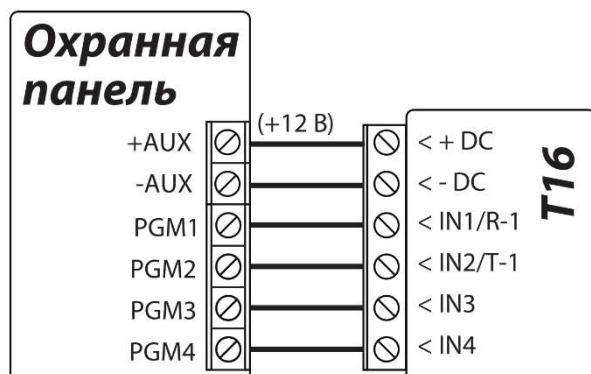 Охранная
панель
(+12 В)
+AUX
< + DC
-AUX
< - DC
T16
PGM1
< IN1/R-1
PGM2
< IN2/T-1
PGM3
< IN3
PGM4
< IN4